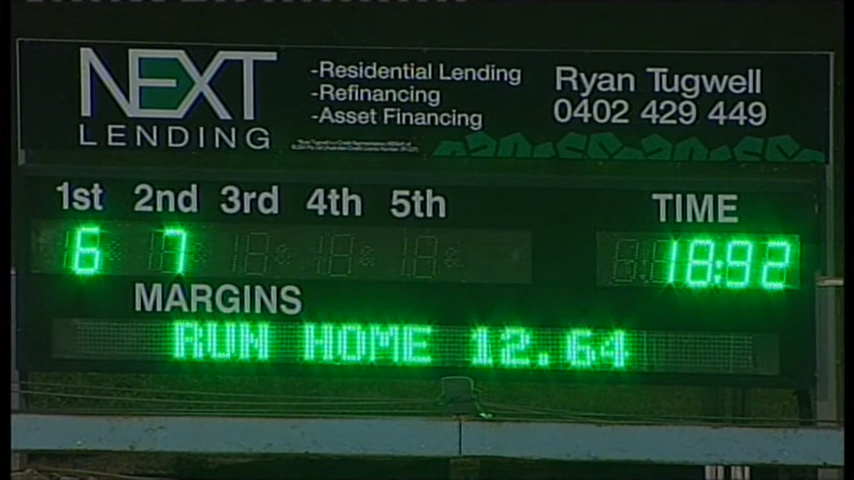 NEXT
LENDING
-Residential Lending
-Refinancing
-Asset Financing
Ryan Tugwell
0402 429 449
1st 2nd 3rd 4th 5th TIME
6 7 18:92
MARGINS
RUN HOME 12.64